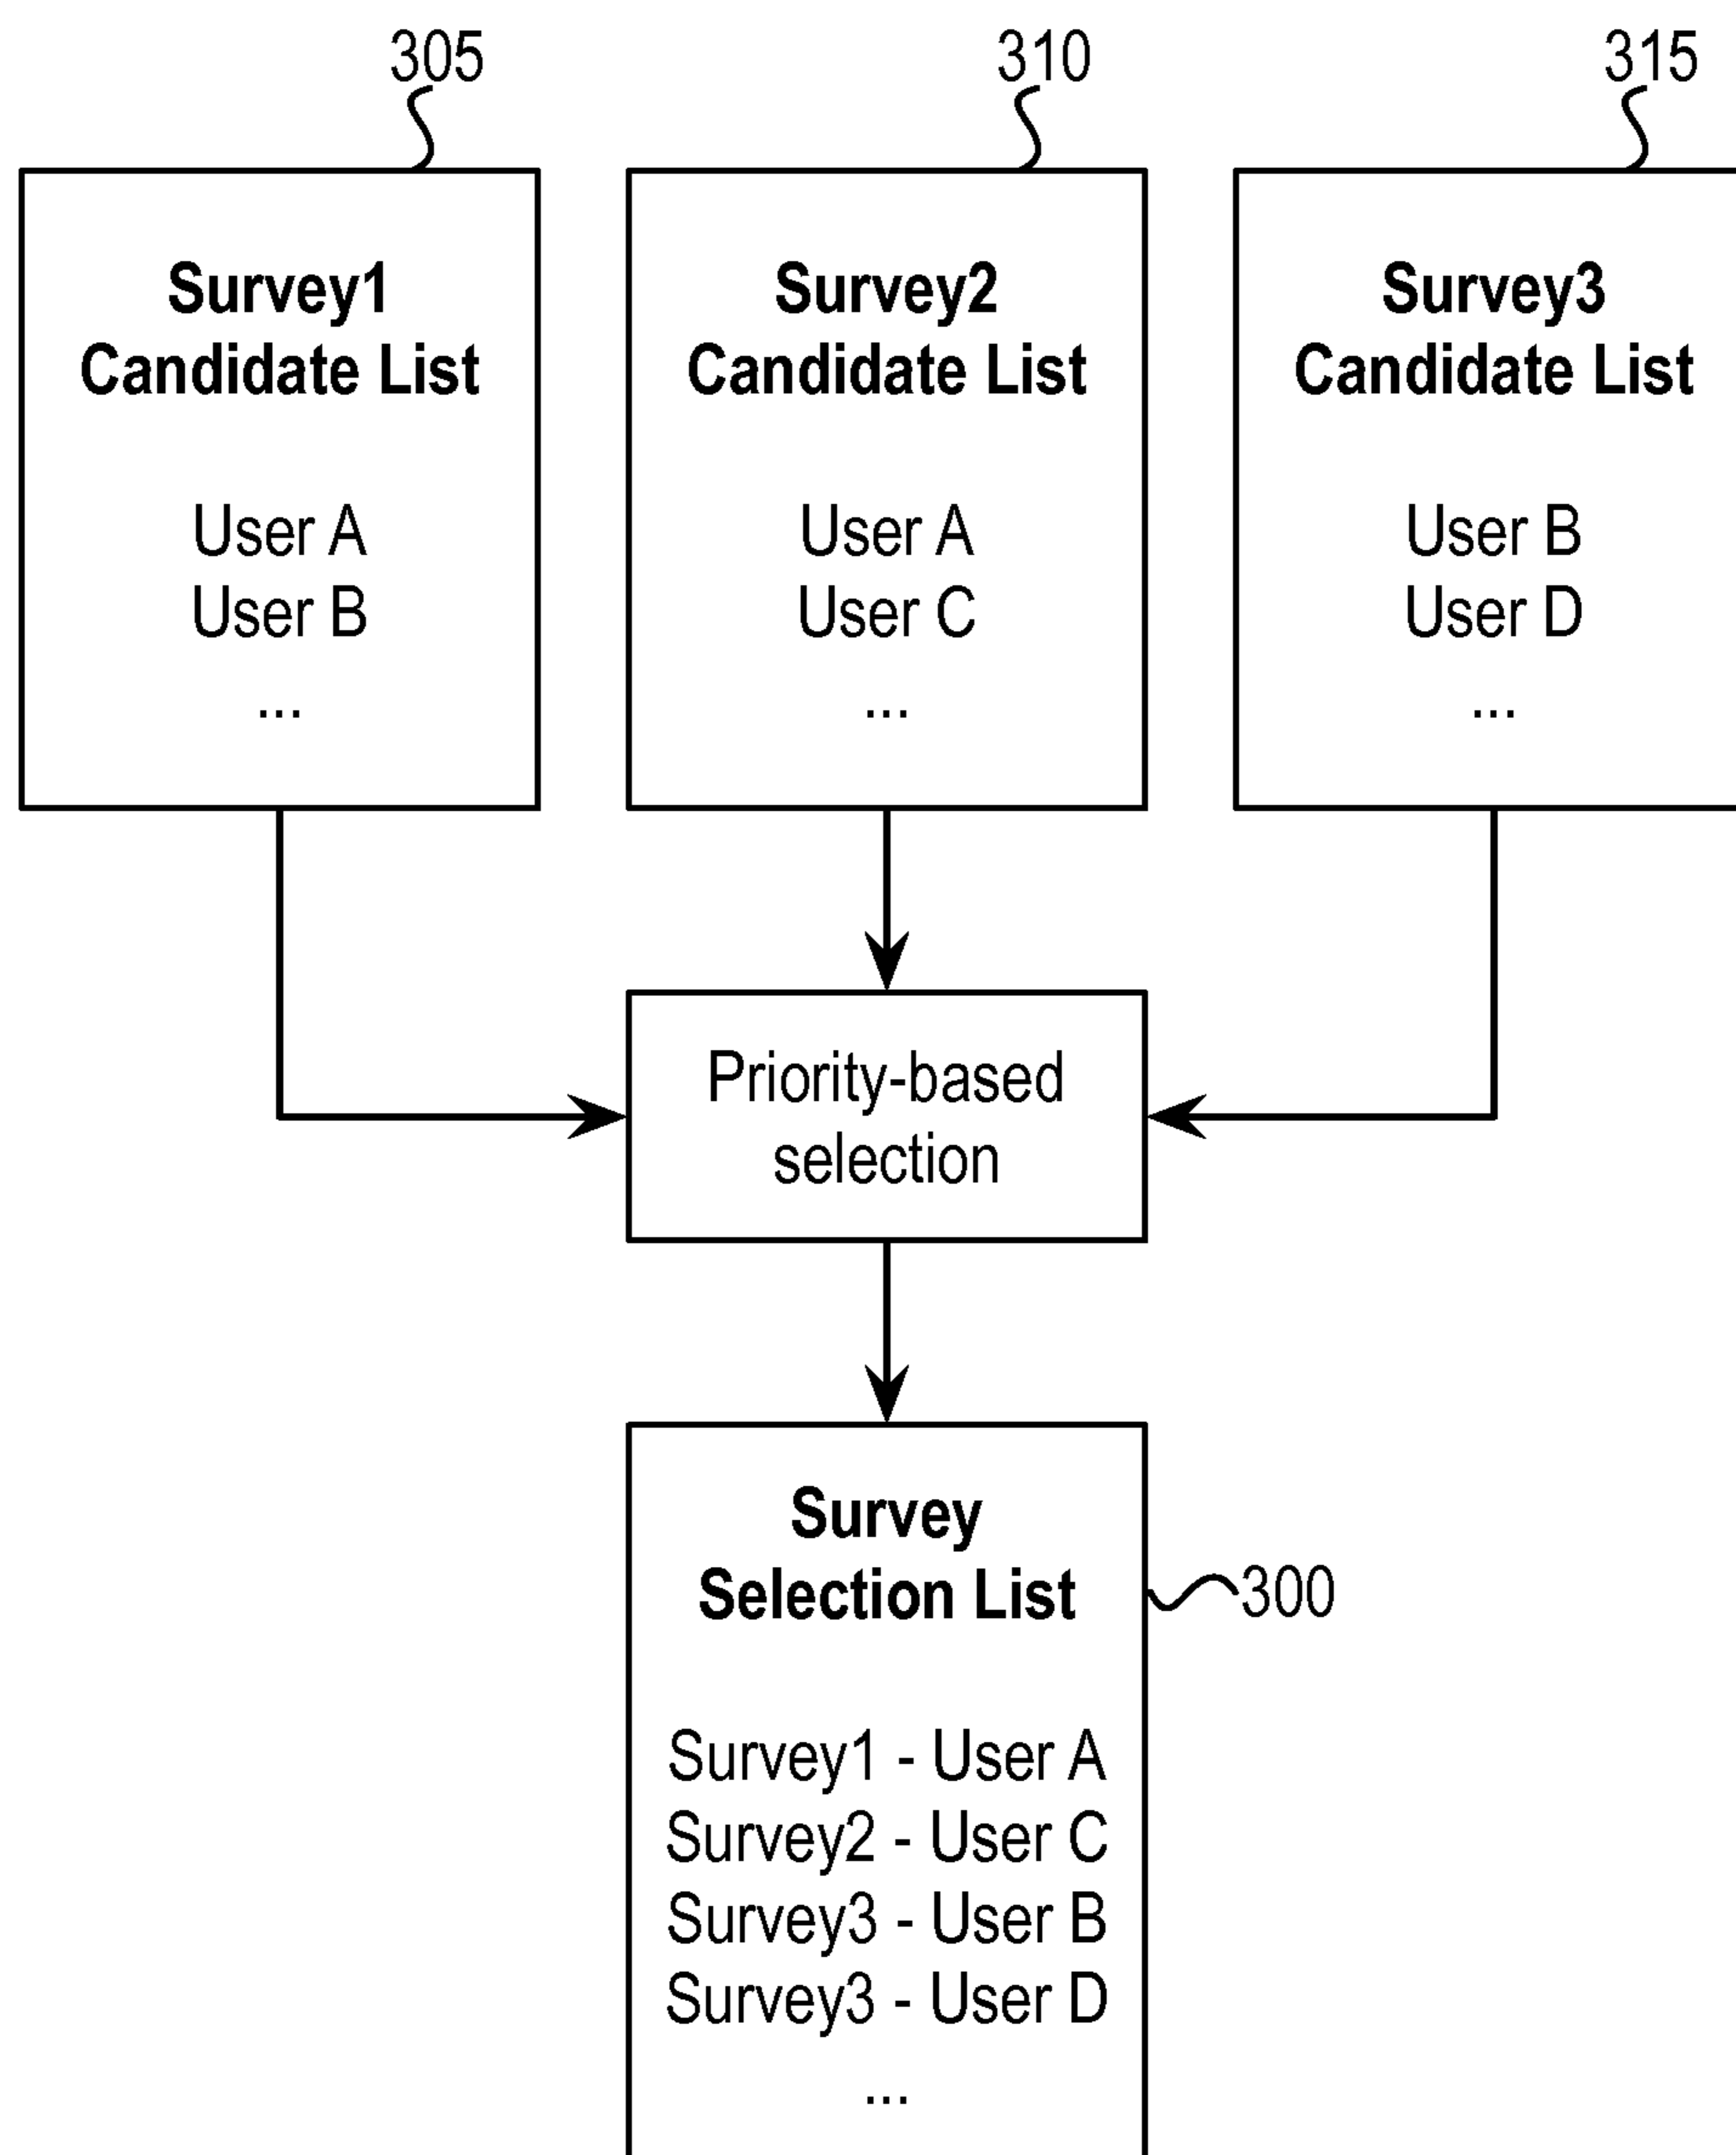 305
310
315
Survey1
Candidate List
User A
User B
...
Survey2
Candidate List
User A
User C
...
Survey3
Candidate List
User B
User D
...
Priority-based
selection
Survey
Selection List
300
Survey1 - User A
Survey2 - User C
Survey3 - User B
Survey3 - User D
...